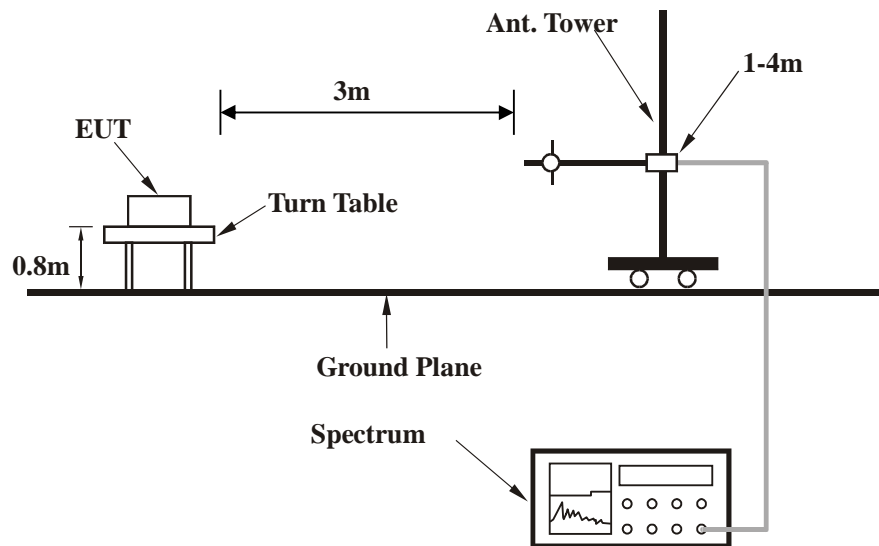 Ant. Tower
1-4m
3m
EUT
Turn Table
0.8m
Ground Plane
Spectrum